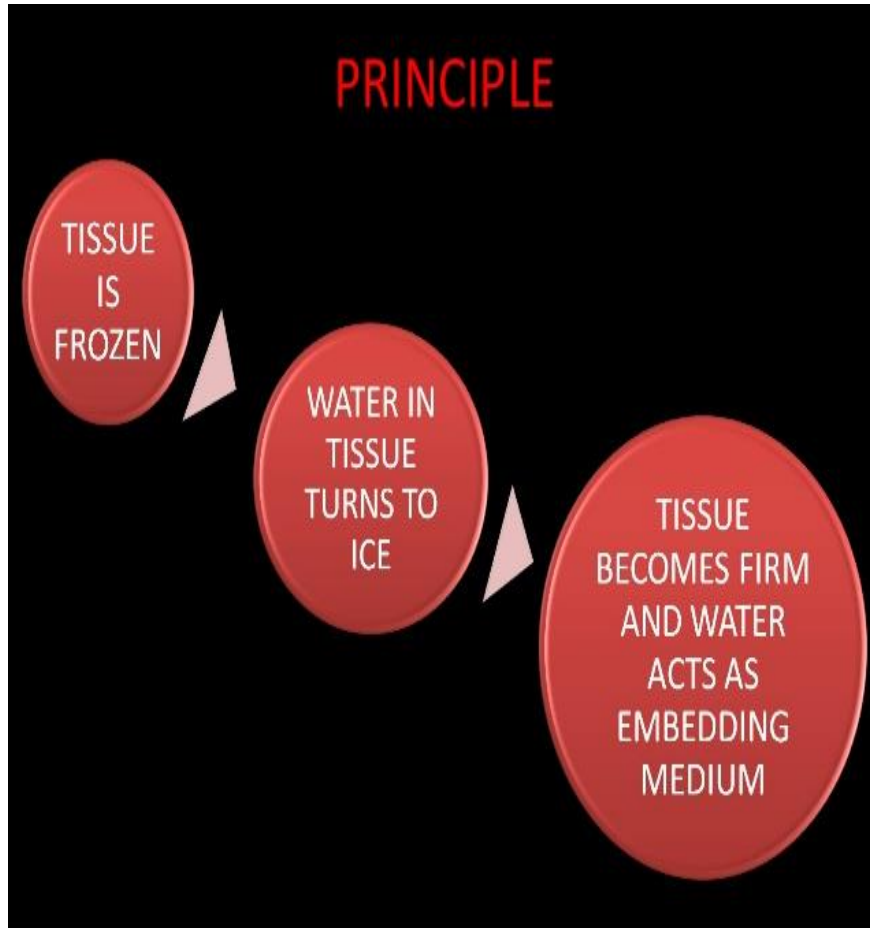 PRINCIPLE
TISSUE
IS
FROZEN
WATER IN
TISSUE
TURNS TO
ICE
TISSUE
BECOMES FIRM
AND WATER
ACTS AS
EMBEDDING
MEDIUM